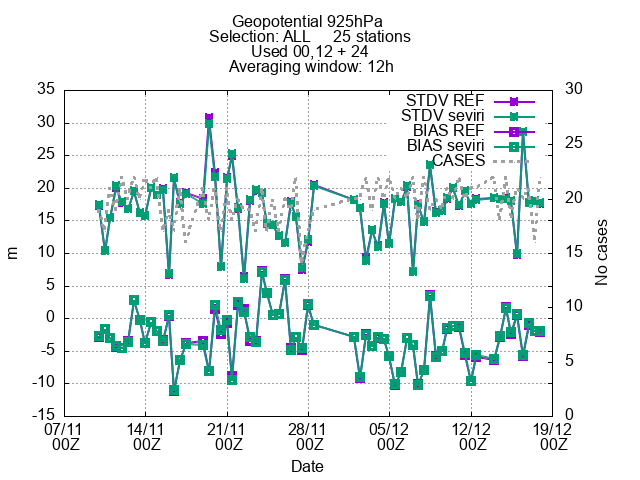 Geopotential 925hPa
Selection: ALL 25 stations
Used 00,12 + 24
Averaging window: 12h
STDV REF
STDV seviri
BIAS REF
BIAS seviri
CASES
35
30
25
20
15
10
5
0
-5
-10
-15
m
30
25
20
15
10
5
0
No cases
07/11 14/11 21/11 28/11 05/12 12/12 19/12
00Z 00Z 00Z 00Z 00Z 00Z 00Z
Date